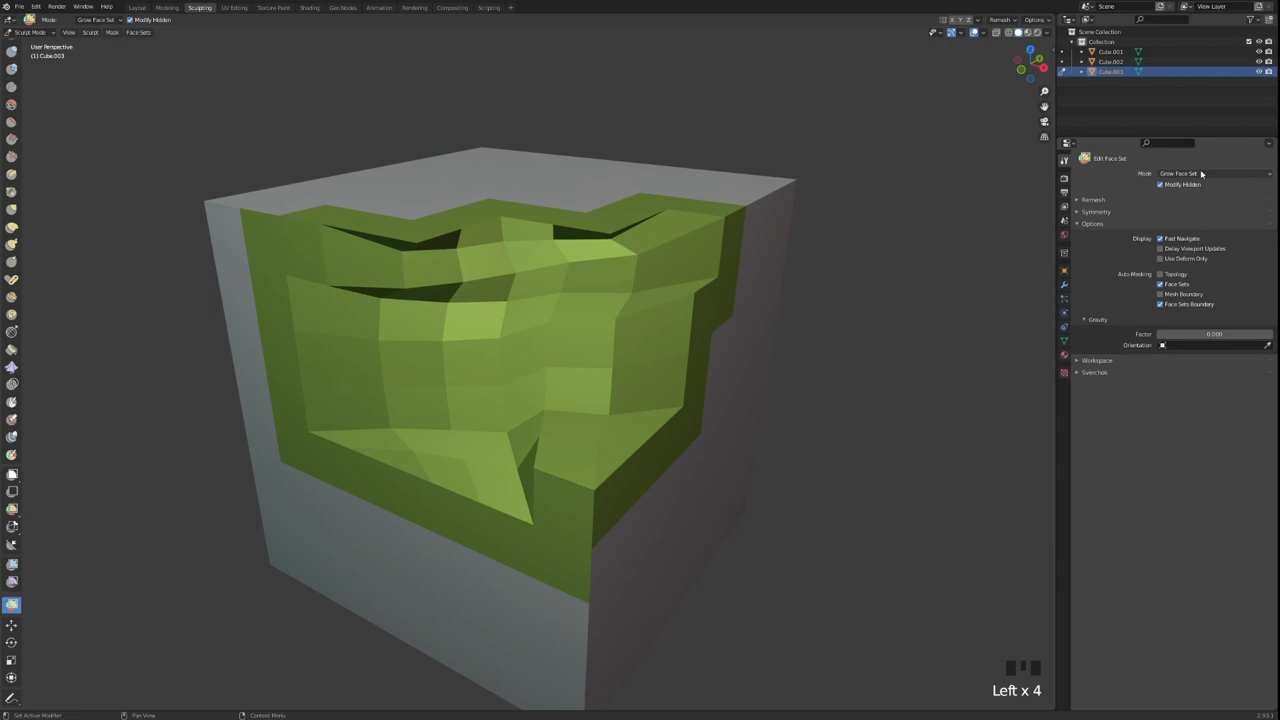 File Edit Render Window Help Layout Modeling Sculpting UV Editing Texture Paint Shading Geo Nodes Animation Rendering Compositing Scripting + Scene View Layer
Mode: Grow Face Set Modify Hidden X Y Z Remesh Options
Sculpt Mode View Sculpt Mask Face Sets
User Perspective
(1) Cube.003
Scene Collection
Collection
Cube.001
Cube.002
Cube.003
Edit Face Set
Mode Grow Face Set
Modify Hidden
Remesh
Symmetry
Options
Display Fast Navigate
Delay Viewport Updates
Use Deform Only
Auto-Masking Topology
Face Sets
Mesh Boundary
Face Sets Boundary
Gravity
Factor 0.000
Orientation
Workspace
Sverchok
Left x 4
Set Active Modifier Pan View Context Menu 2.93.1